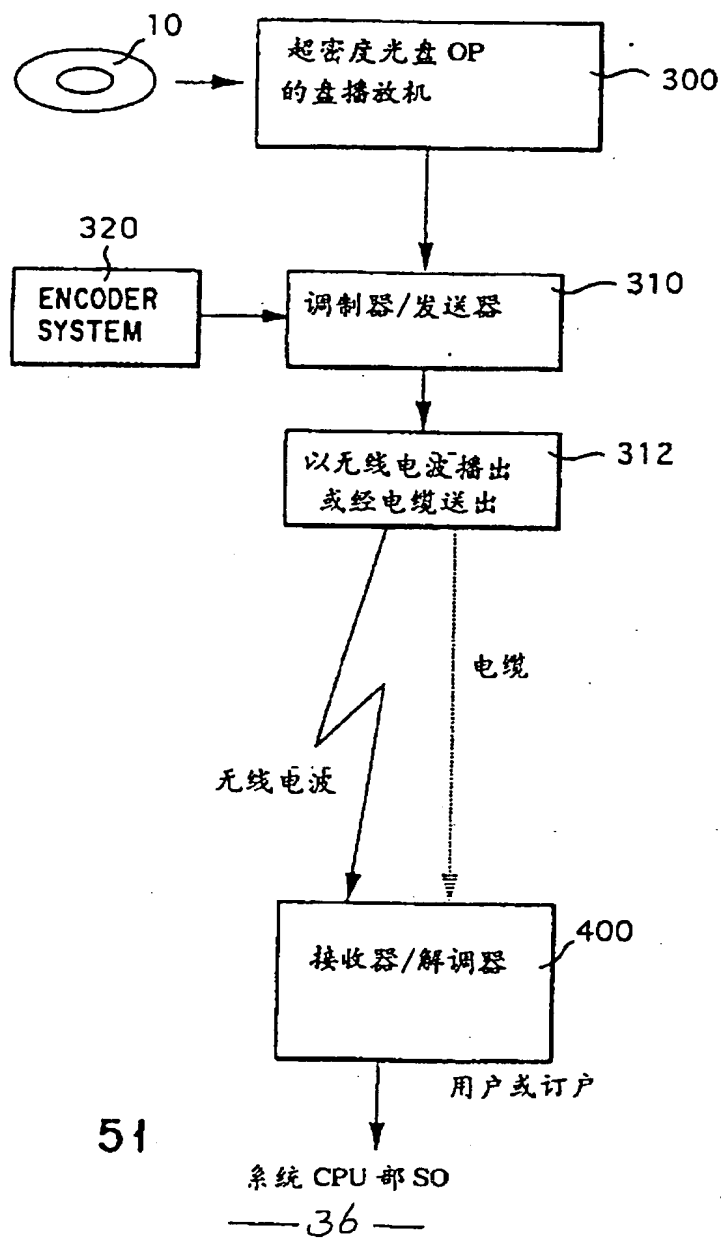 10
超密度光盘 OP
的盘播放机
300
320
ENCODER
SYSTEM
调制器/发送器
310
以无线电波播出
或经电缆送出
312
电缆
无线电波
接收器/解调器
400
用户或订户
51
系统 CPU 部 SO
— 36 —